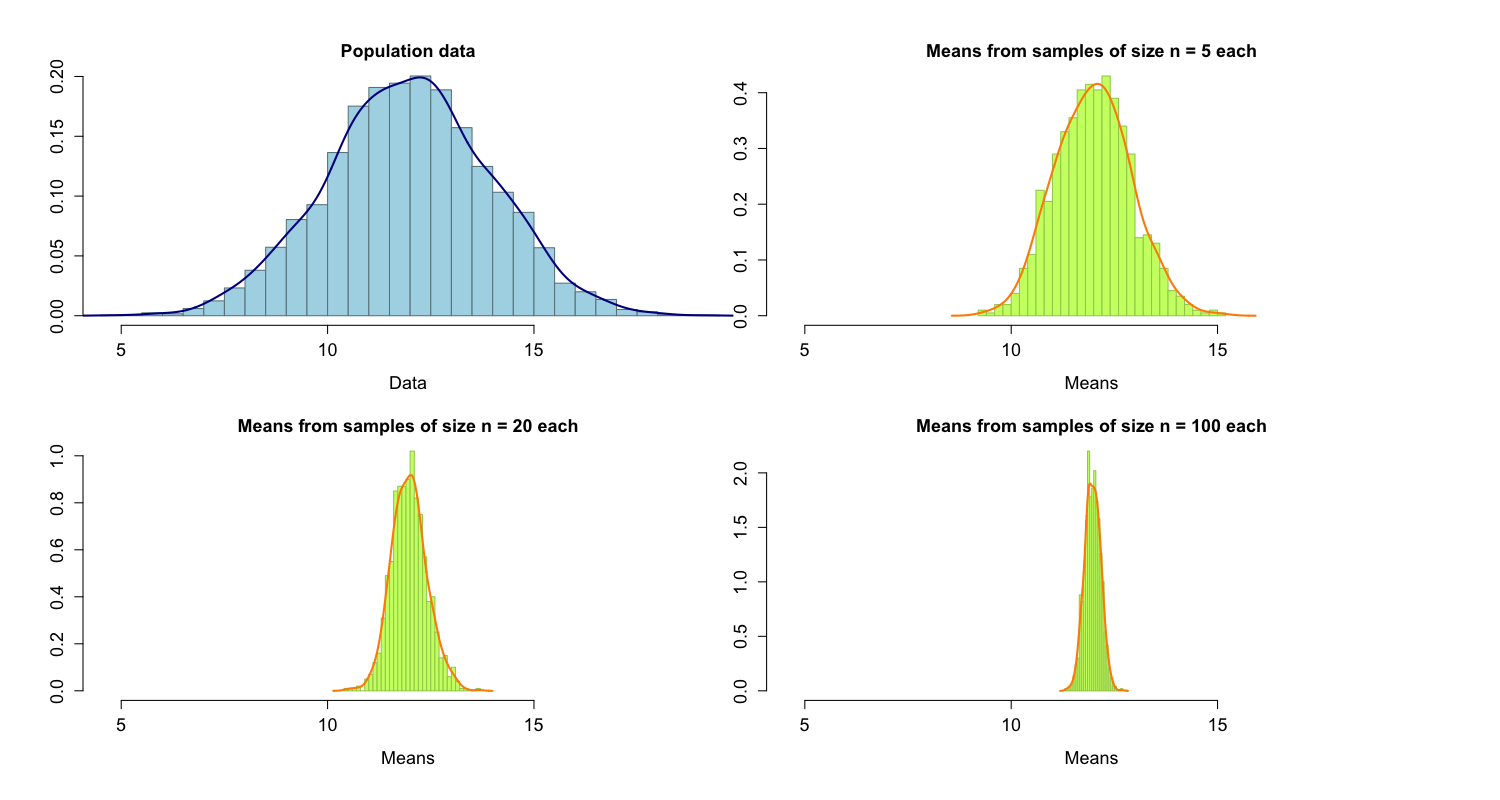 Population data
0.00 0.05 0.10 0.15 0.20
5 10 15
Data
Means from samples of size n = 5 each
0.0 0.1 0.2 0.3 0.4
5 10 15
Means
Means from samples of size n = 20 each
0.0 0.2 0.4 0.6 0.8 1.0
5 10 15
Means
Means from samples of size n = 100 each
0.0 0.5 1.0 1.5 2.0
5 10 15
Means